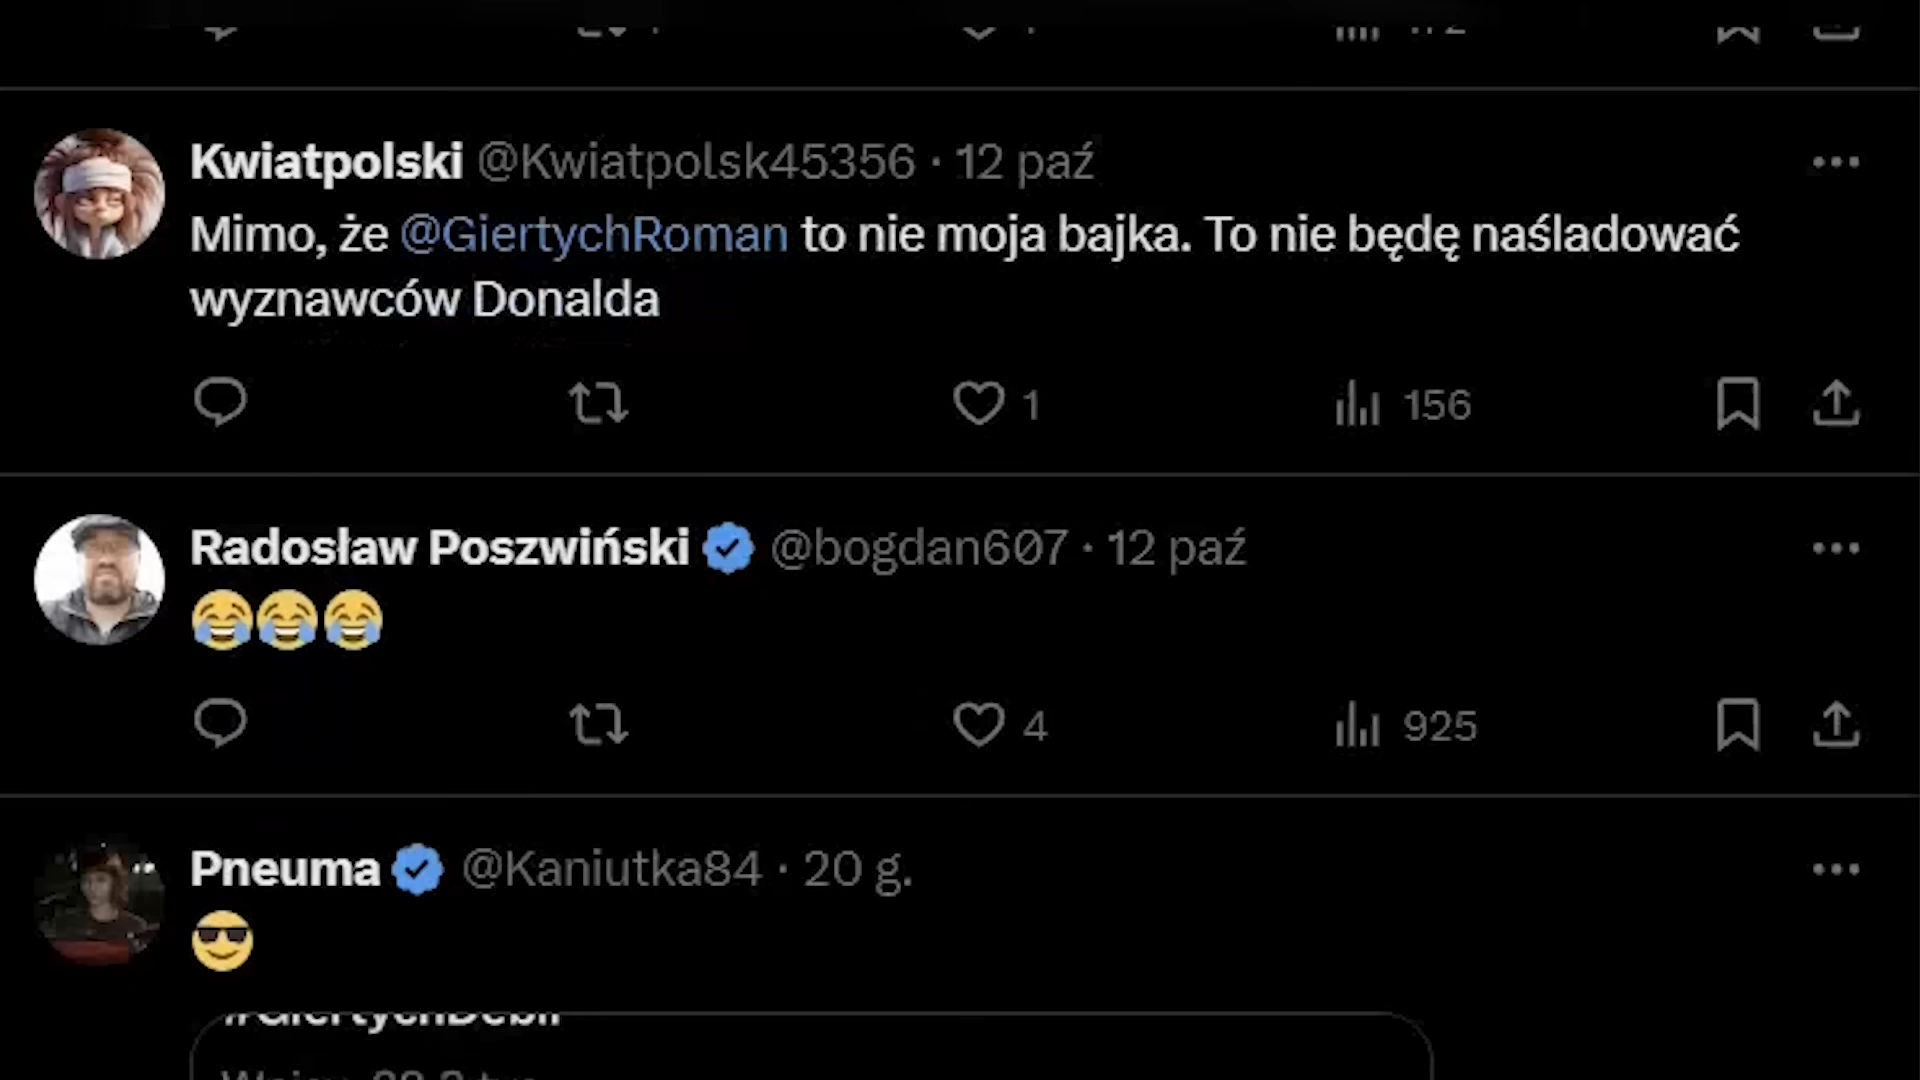 Kwiatpolski @Kwiatpolsk45356 · 12 paź
Mimo, że @GiertychRoman to nie moja bajka. To nie będę naśladować
wyznawców Donalda
1 156
Radosław Poszwiński @bogdan607 · 12 paź
😂😂😂
4 925
Pneuma @Kaniutka84 · 20 g.
😎
#GiertychDebil